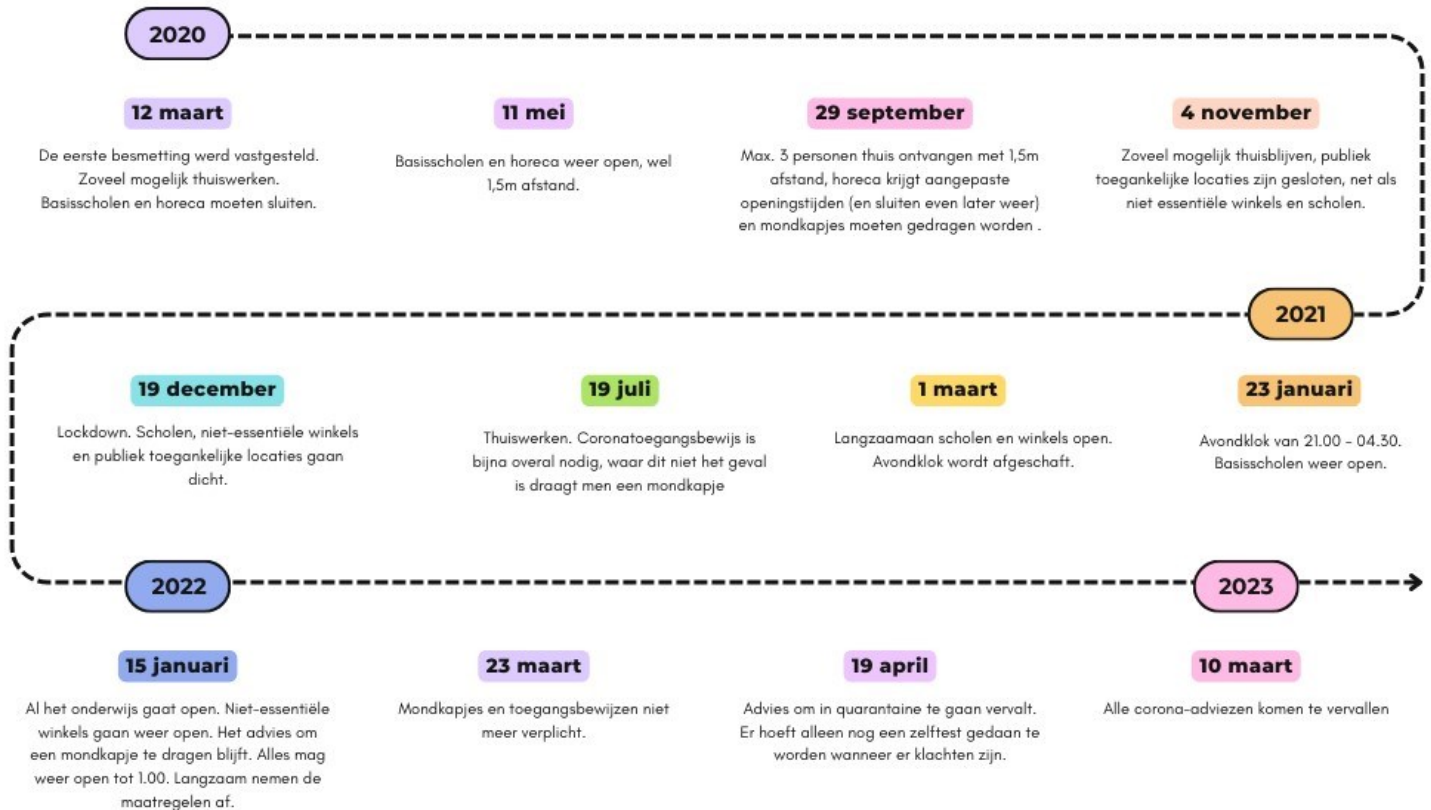 2020
12 maart
De eerste besmetting werd vastgesteld.
Zoveel mogelijk thuiswerken.
Basisscholen en horeca moeten sluiten.
11 mei
Basisscholen en horeca weer open, wel
1,5m afstand.
29 september
Max. 3 personen thuis ontvangen met 1,5m
afstand, horeca krijgt aangepaste
openingstijden (en sluiten even later weer)
en mondkapjes moeten gedragen worden .
4 november
Zoveel mogelijk thuisblijven, publiek
toegankelijke locaties zijn gesloten, net als
niet essentiële winkels en scholen.
2021
23 januari
Avondklok van 21.00 - 04.30.
Basisscholen weer open.
1 maart
Langzaamaan scholen en winkels open.
Avondklok wordt afgeschaft.
19 juli
Thuiswerken. Coronatoegangsbewijs is
bijna overal nodig, waar dit niet het geval
is draagt men een mondkapje
19 december
Lockdown. Scholen, niet-essentiële winkels
en publiek toegankelijke locaties gaan
dicht.
2022
15 januari
Al het onderwijs gaat open. Niet-essentiële
winkels gaan weer open. Het advies om
een mondkapje te dragen blijft. Alles mag
weer open tot 1.00. Langzaam nemen de
maatregelen af.
23 maart
Mondkapjes en toegangsbewijzen niet
meer verplicht.
19 april
Advies om in quarantaine te gaan vervalt.
Er hoeft alleen nog een zelftest gedaan te
worden wanneer er klachten zijn.
2023
10 maart
Alle corona-adviezen komen te vervallen